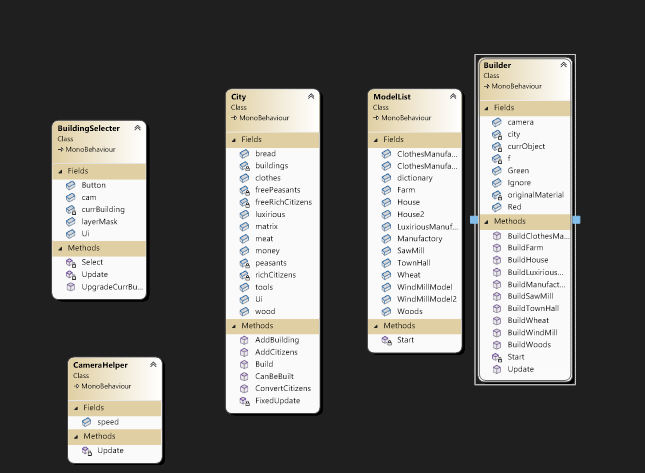 BuildingSelecter
Class
MonoBehaviour
Fields
Button
cam
currBuilding
layerMask
Ui
Methods
Select
Update
UpgradeCurrBu...
CameraHelper
Class
MonoBehaviour
Fields
speed
Methods
Update
City
Class
MonoBehaviour
Fields
bread
buildings
clothes
freePeasants
freeRichCitizens
luxirious
matrix
meat
money
peasants
richCitizens
tools
Ui
wood
Methods
AddBuilding
AddCitizens
Build
CanBeBuilt
ConvertCitizens
FixedUpdate
ModelList
Class
MonoBehaviour
Fields
ClothesManufa...
ClothesManufa...
dictionary
Farm
House
House2
LuxiriousManuf...
Manufactory
SawMill
TownHall
Wheat
WindMillModel
WindMillModel2
Woods
Methods
Start
Builder
Class
MonoBehaviour
Fields
camera
city
currObject
f
Green
Ignore
originalMaterial
Red
Methods
BuildClothesMa...
BuildFarm
BuildHouse
BuildLuxirious...
BuildManufact...
BuildSawMill
BuildTownHall
BuildWheat
BuildWindMill
BuildWoods
Start
Update